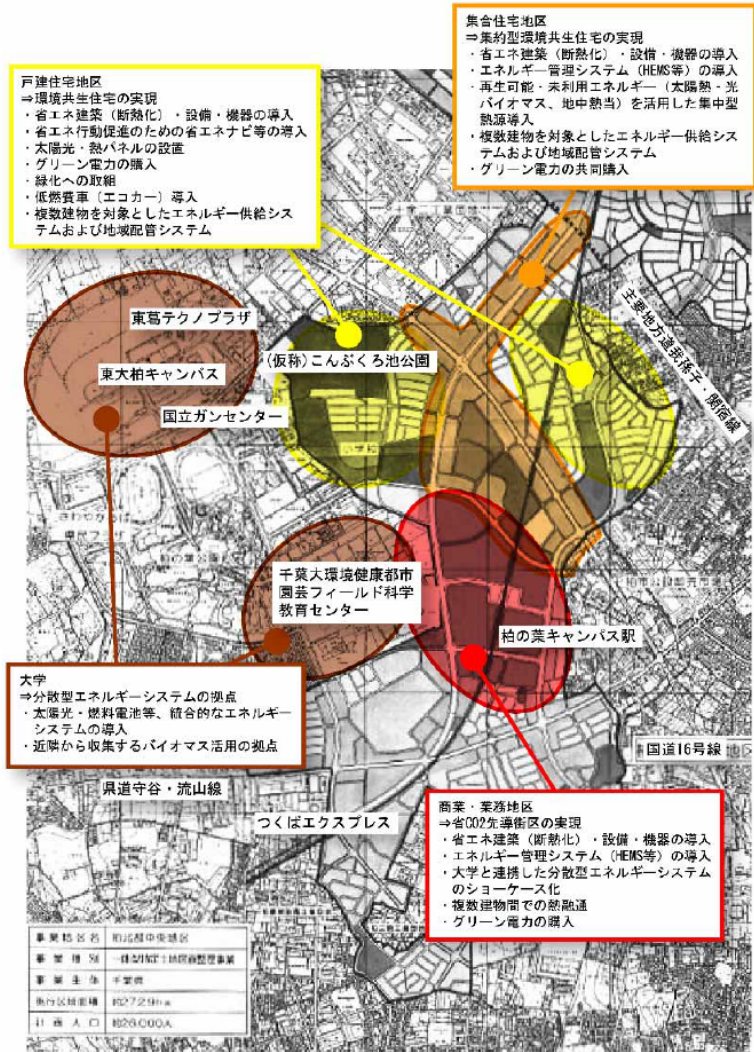 集合住宅地区
⇒集約型環境共生住宅の実現
・省エネ建築（断熱化）・設備・機器の導入
・エネルギー管理システム（HEMS等）の導入
・再生可能・未利用エネルギー（太陽熱・光
バイオマス、地中熱当）を活用した集中型
熱源導入
・複数建物を対象としたエネルギー供給シス
テムおよび地域配管システム
・グリーン電力の共同購入
戸建住宅地区
⇒環境共生住宅の実現
・省エネ建築（断熱化）・設備・機器の導入
・省エネ行動促進のための省エネナビ等の導入
・太陽光・熱パネルの設置
・グリーン電力の購入
・緑化への取組
・低燃費車（エコカー）導入
・複数建物を対象としたエネルギー供給シス
テムおよび地域配管システム
主要地方道我孫子・関宿線
東葛テクノプラザ
(仮称)こんぶくろ池公園
東大柏キャンパス
国立ガンセンター
小学校
千葉大環境健康都市
園芸フィールド科学
教育センター
柏の葉キャンパス駅
大学
⇒分散型エネルギーシステムの拠点
・太陽光・燃料電池等、統合的なエネルギー
システムの導入
・近隣から収集するバイオマス活用の拠点
国道16号線
県道守谷・流山線
つくばエクスプレス
商業・業務地区
⇒省CO2先導街区の実現
・省エネ建築（断熱化）・設備・機器の導入
・エネルギー管理システム（HEMS等）の導入
・大学と連携した分散型エネルギーシステム
のショーケース化
・複数建物間での熱融通
・グリーン電力の購入
事業地区名 柏北部中央地区
事業種別
事業主体 千葉県
施行区域面積 約272.9ha
計画人口 約26,000人